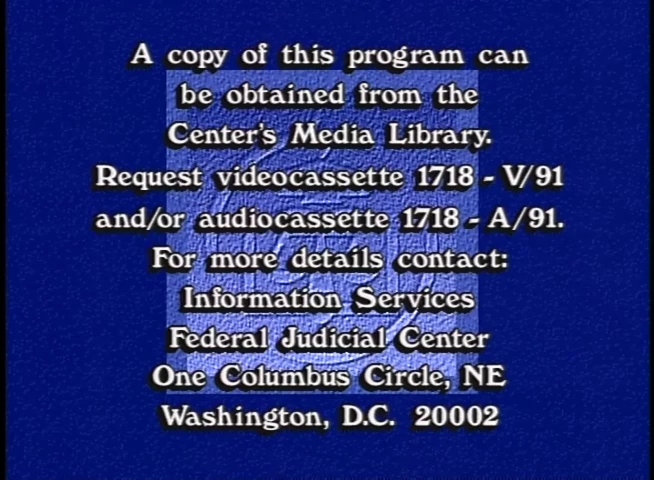 A copy of this program can
be obtained from the
Center's Media Library.
Request videocassette 1718 - V/91
and/or audiocassette 1718 - A/91.
For more details contact:
Information Services
Federal Judicial Center
One Columbus Circle, NE
Washington, D.C. 20002